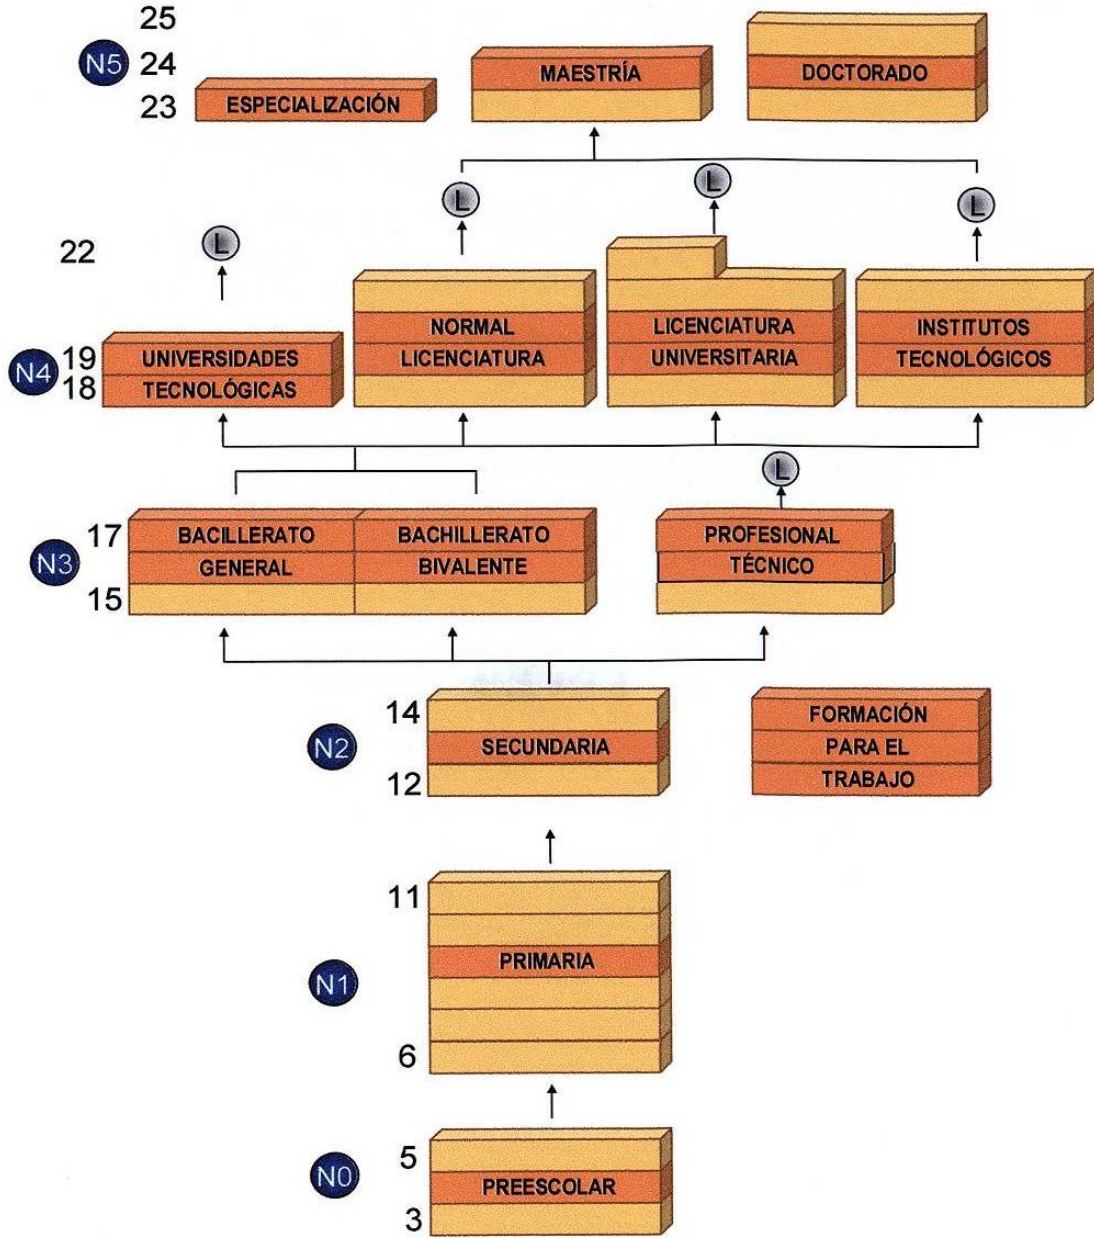 25
N5 24
MAESTRÍA DOCTORADO
23 ESPECIALIZACIÓN
L L L L
22
NORMAL LICENCIATURA INSTITUTOS
N4 19 UNIVERSIDADES LICENCIATURA UNIVERSITARIA TECNOLÓGICOS
18 TECNOLÓGICAS
L
17 BACILLERATO BACHILLERATO PROFESIONAL
N3 GENERAL BIVALENTE TÉCNICO
15
14 FORMACIÓN
N2 SECUNDARIA PARA EL
12 TRABAJO
11
PRIMARIA
N1
6
5
N0 PREESCOLAR
3